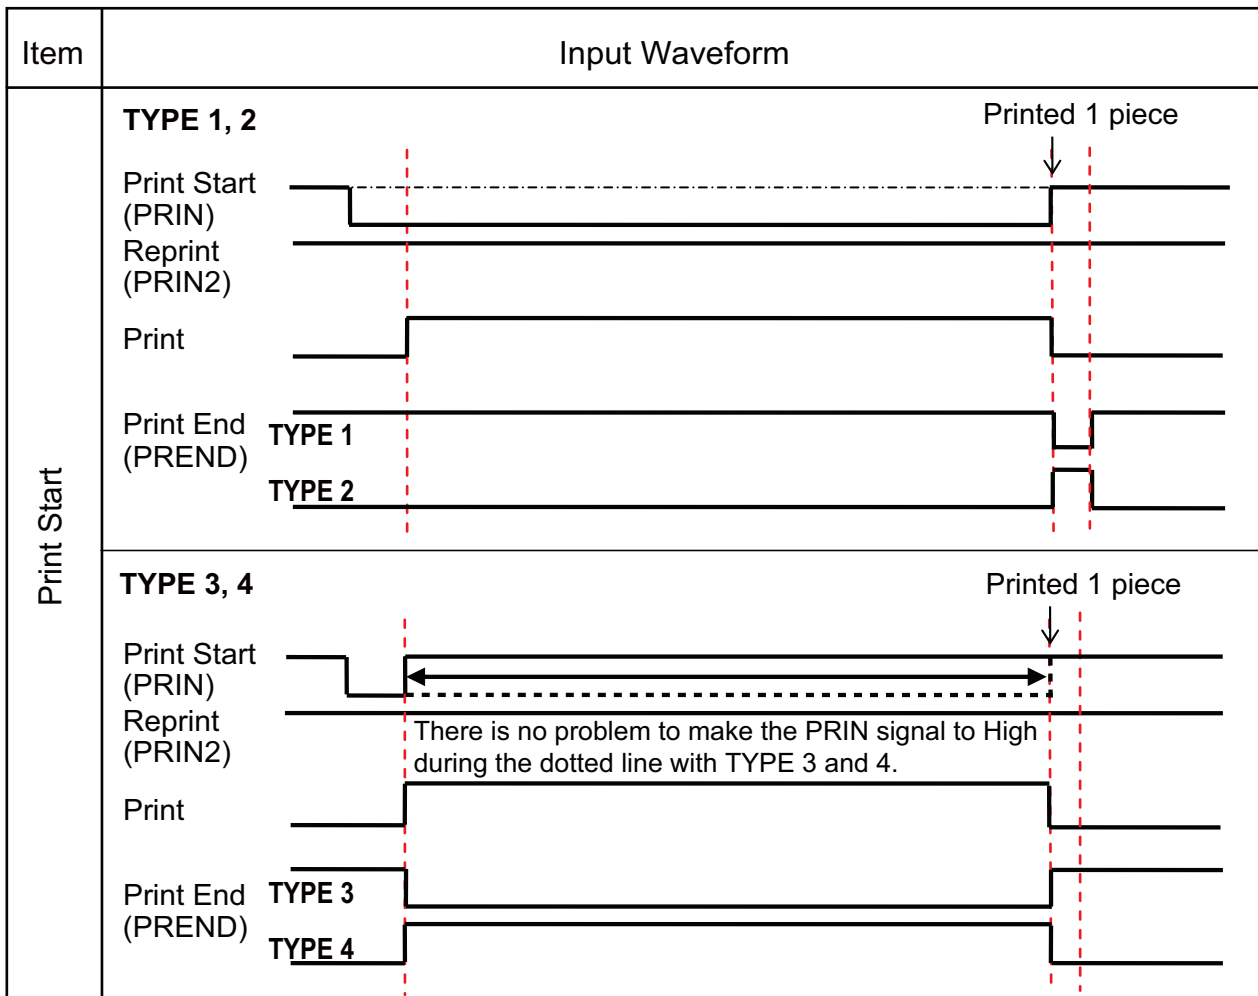 Item
Input Waveform
Print Start
TYPE 1, 2
Printed 1 piece
Print Start
(PRIN)
Reprint
(PRIN2)
Print
Print End
(PREND)
TYPE 1
TYPE 2
TYPE 3, 4
Printed 1 piece
Print Start
(PRIN)
Reprint
(PRIN2)
There is no problem to make the PRIN signal to High
during the dotted line with TYPE 3 and 4.
Print
Print End
(PREND)
TYPE 3
TYPE 4